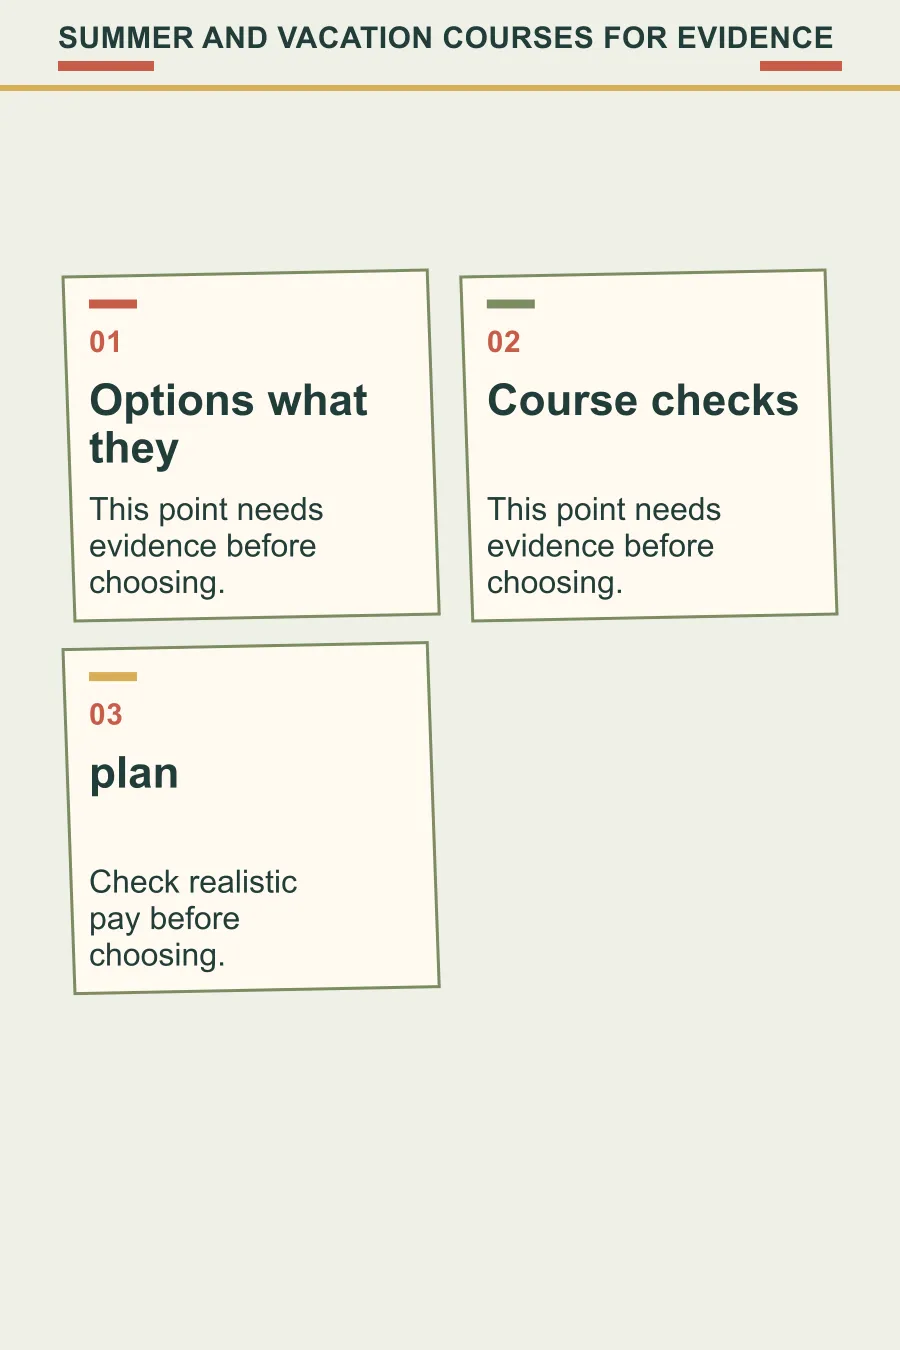 SUMMER AND VACATION COURSES FOR EVIDENCE
01
Options what
they
This point needs
evidence before
choosing.
02
Course checks
This point needs
evidence before
choosing.
03
plan
Check realistic
pay before
choosing.